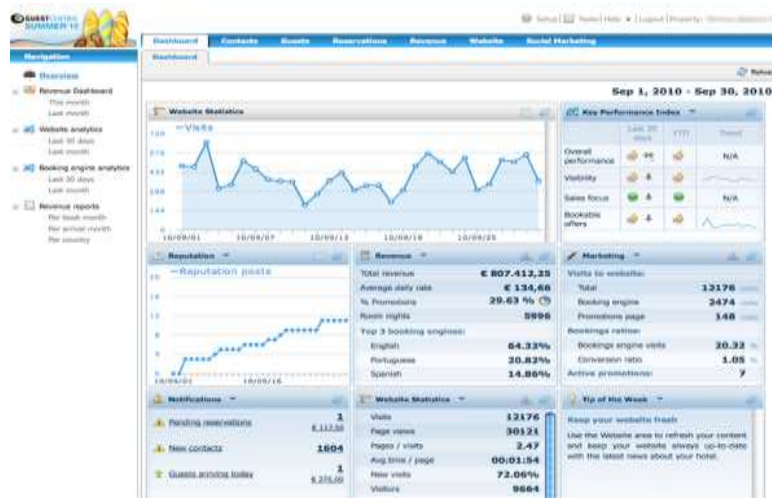 GUESTCENTRIC
SUMMER'10
Setup | Tools | Help | Logout | Property:
Dashboard Contacts Guests Reservations Revenue Website Social Marketing
Dashboard
Navigation
Overview
Revenue Dashboard
This month
Last month
Website analytics
Last 30 days
Last month
Booking engine analytics
Last 30 days
Last month
Revenue reports
Per book month
Per arrival month
Per country
Sep 1, 2010 - Sep 30, 2010
Website Statistics
Visits
144
10/09/01 10/09/07 10/09/13 10/09/19 10/09/25
Key Performance Index
Last 30 days YTD Trend
Overall performance N/A
Visibility
Sales focus N/A
Bookable offers
Reputation
Reputation posts
10/09/01 10/09/16
Revenue
Total revenue € 807.412,25
Average daily rate € 134,66
% Promotions 29.63 %
Room nights 5996
Top 3 booking engines:
English 64.32%
Portuguese 20.82%
Spanish 14.86%
Marketing
Visits to website:
Total 12176
Booking engine 2474
Promotions page 148
Bookings ratios:
Bookings engine visits 20.32 %
Conversion ratio 1.05 %
Active promotions: 7
Notifications
Pending reservations 1
New contacts 1604
Guests arriving today 1
Website Statistics
Visits 12176
Page views 30121
Pages / visits 2.47
Avg time / page 00:01:54
New visits 72.06%
Visitors 9664
Tip of the Week
Keep your website fresh
Use the Website area to refresh your content
and keep your website always up-to-date
with the latest news about your hotel.